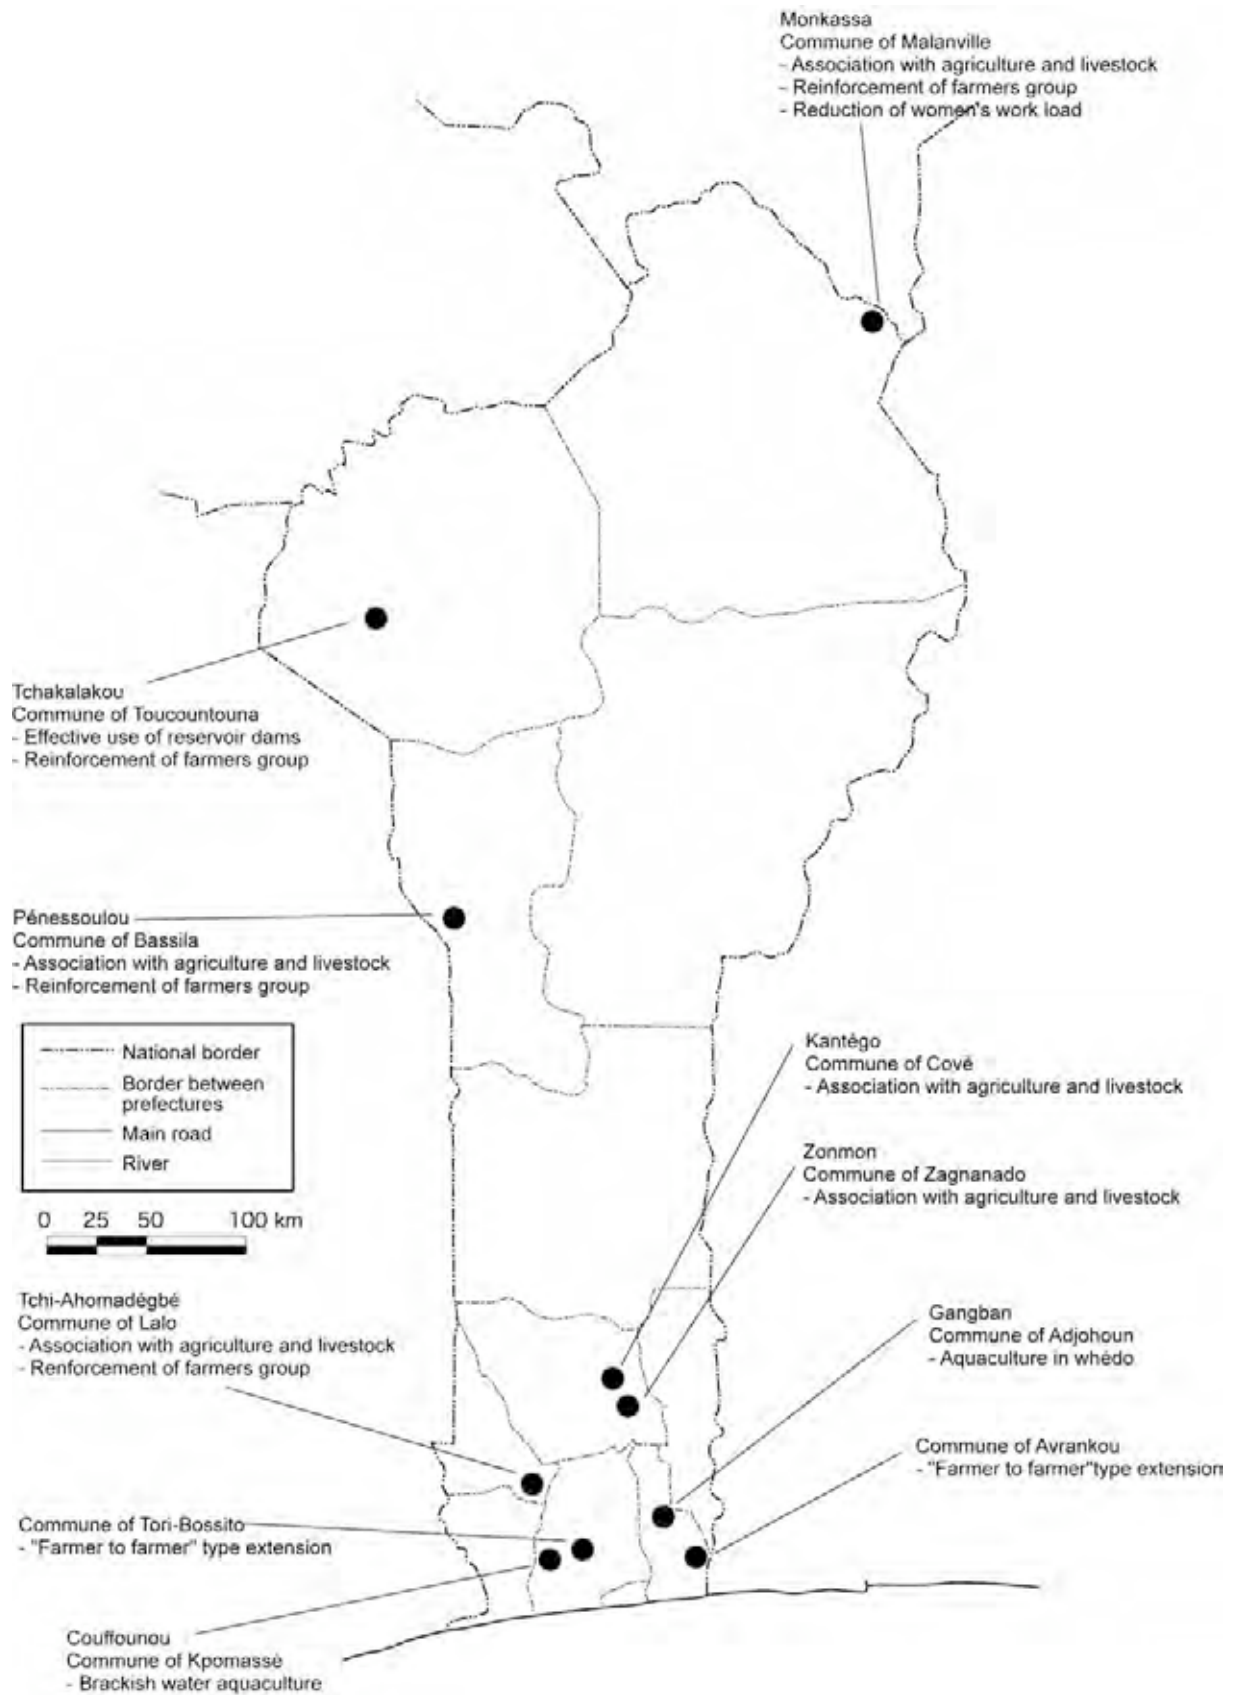 Monkassa
Commune of Malanville
- Association with agriculture and livestock
- Reinforcement of farmers group
- Reduction of women's work load
Tchakalakou
Commune of Toucountouna
- Effective use of reservoir dams
- Reinforcement of farmers group
Pénessoulou
Commune of Bassila
- Association with agriculture and livestock
- Reinforcement of farmers group
National border
Border between
prefectures
Main road
River
0 25 50 100 km
Kantégo
Commune of Cové
- Association with agriculture and livestock
Zonmon
Commune of Zagnanado
- Association with agriculture and livestock
Tchi-Ahomadégbé
Commune of Lalo
- Association with agriculture and livestock
- Renforcement of farmers group
Gangban
Commune of Adjohoun
- Aquaculture in whédo
Commune of Avrankou
- "Farmer to farmer"type extension
Commune of Tori-Bossito
- "Farmer to farmer" type extension
Couffounou
Commune of Kpomassè
- Brackish water aquaculture